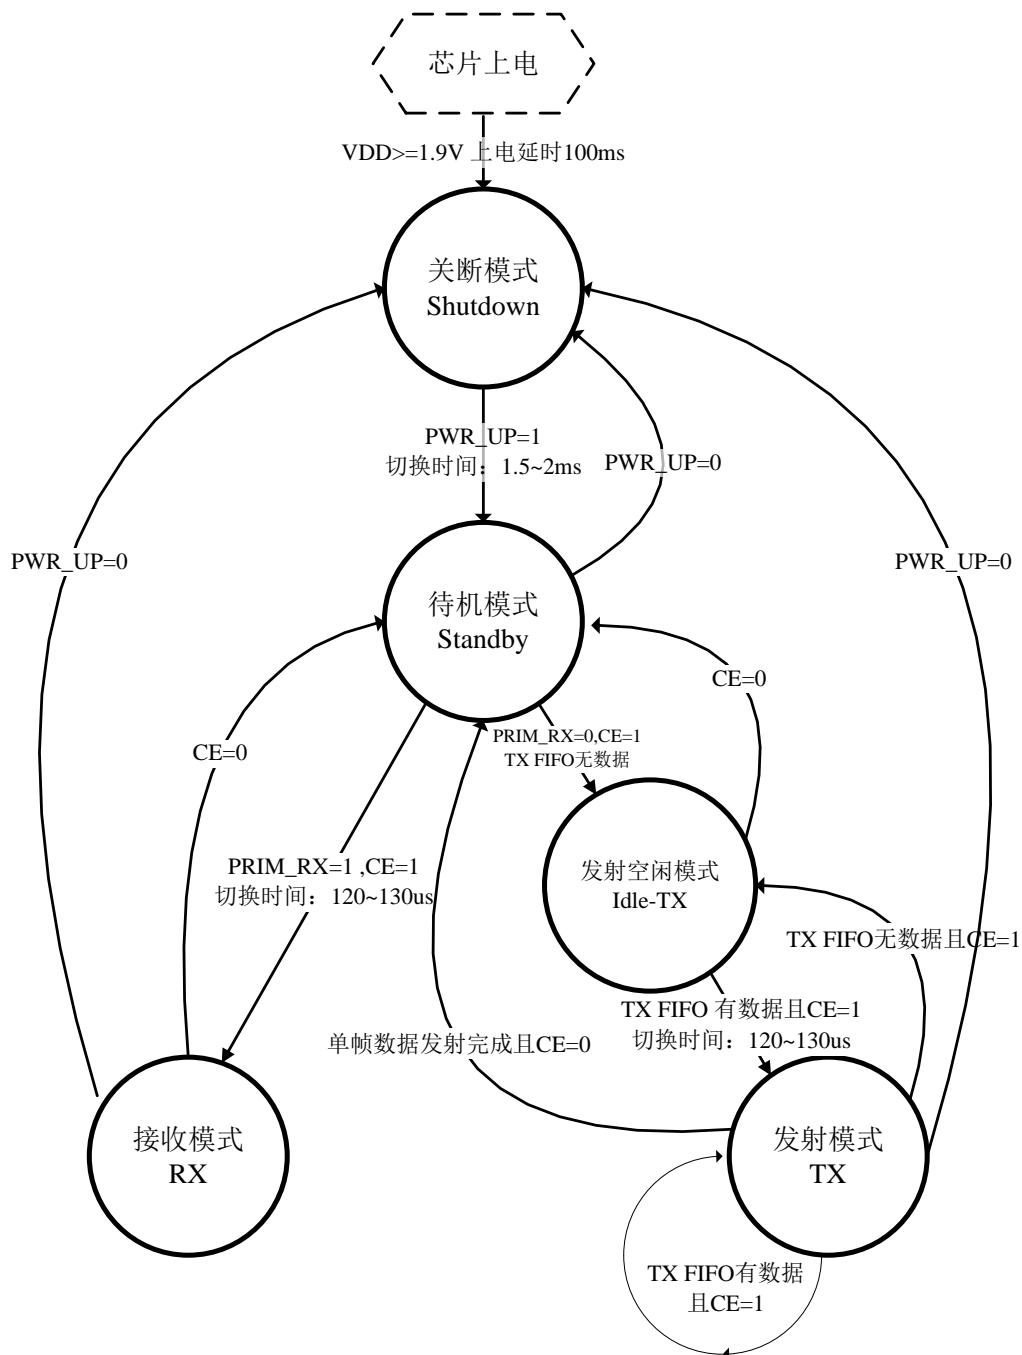 芯片上电
VDD>=1.9V 上电延时100ms
关断模式
Shutdown
PWR_UP=1
切换时间：1.5~2ms
PWR_UP=0
PWR_UP=0
PWR_UP=0
待机模式
Standby
CE=0
CE=0
PRIM_RX=0,CE=1
TX FIFO无数据
PRIM_RX=1 ,CE=1
切换时间：120~130us
发射空闲模式
Idle-TX
TX FIFO无数据且CE=1
TX FIFO 有数据且CE=1
切换时间：120~130us
单帧数据发射完成且CE=0
接收模式
RX
发射模式
TX
TX FIFO有数据
且CE=1